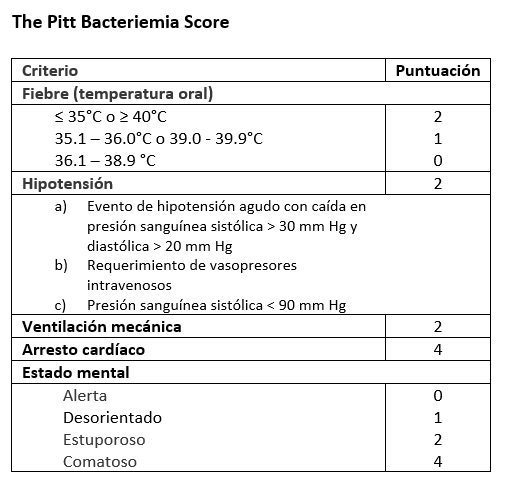 The Pitt Bacteriemia Score
Criterio Puntuación
Fiebre (temperatura oral)
≤ 35°C o ≥ 40°C 2
35.1 – 36.0°C o 39.0 - 39.9°C 1
36.1 – 38.9 °C 0
Hipotensión 2
a) Evento de hipotensión agudo con caída en
presión sanguínea sistólica > 30 mm Hg y
diastólica > 20 mm Hg
b) Requerimiento de vasopresores
intravenosos
c) Presión sanguínea sistólica < 90 mm Hg
Ventilación mecánica 2
Arresto cardíaco 4
Estado mental
Alerta 0
Desorientado 1
Estuporoso 2
Comatoso 4